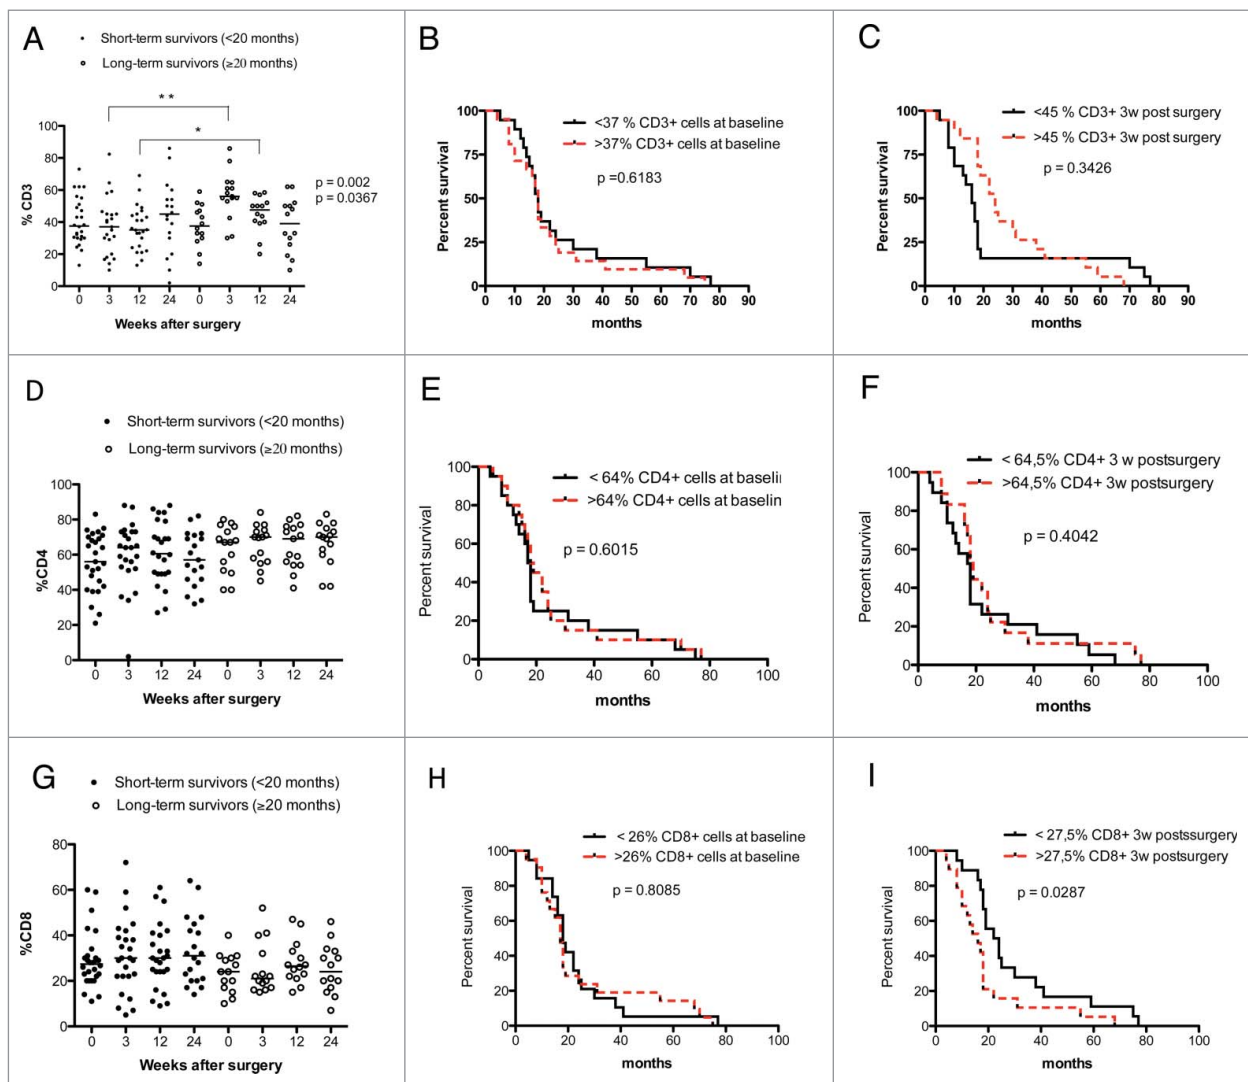 A
Short-term survivors (<20 months)
Long-term survivors (≥20 months)
**
*
% CD3
100
80
60
40
20
0
p = 0.002
p = 0.0367
0 3 12 24 0 3 12 24
Weeks after surgery
B
Percent survival
100
75
50
25
0
<37 % CD3+ cells at baseline
>37% CD3+ cells at baseline
p =0.6183
0 10 20 30 40 50 60 70 80 90
months
C
Percent survival
100
75
50
25
0
<45 % CD3+ 3w post surgery
>45 % CD3+ 3w post surgery
p = 0.3426
0 10 20 30 40 50 60 70 80 90
months
D
Short-term survivors (<20 months)
Long-term survivors (≥20 months)
%CD4
100
80
60
40
20
0
0 3 12 24 0 3 12 24
Weeks after surgery
E
Percent survival
100
80
60
40
20
0
< 64% CD4+ cells at baseli
>64% CD4+ cells at baselin
p = 0.6015
0 20 40 60 80 100
months
F
Percent survival
100
80
60
40
20
0
< 64,5% CD4+ 3 w postsurgery
>64,5% CD4+ 3w postsurgery
p = 0.4042
0 20 40 60 80 100
months
G
Short-term survivors (<20 months)
Long-term survivors (≥20 months)
%CD8
80
60
40
20
0
0 3 12 24 0 3 12 24
Weeks after surgery
H
Percent survival
100
80
60
40
20
0
< 26% CD8+ cells at baseline
>26% CD8+ cells at baseline
p = 0.8085
0 20 40 60 80 100
months
I
Percent survival
100
80
60
40
20
0
< 27,5% CD8+ 3w postssurgery
>27,5% CD8+ 3w postsurgery
p = 0.0287
0 20 40 60 80 100
months